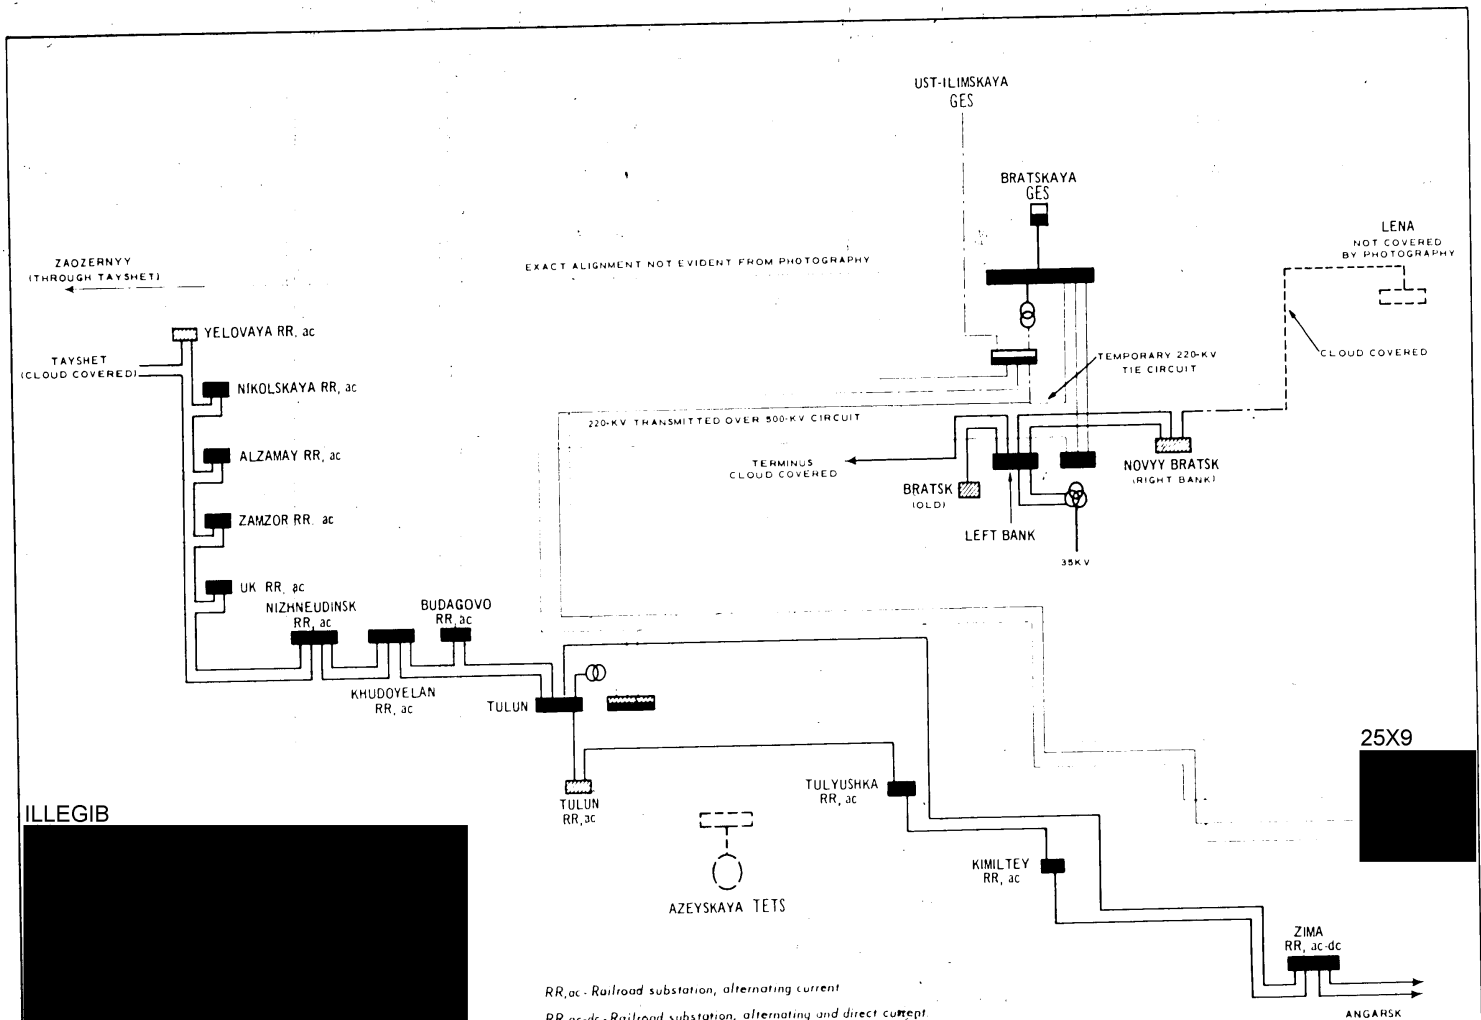 UST-ILIMSKAYA
GES
BRATSKAYA
GES
LENA
NOT COVERED
BY PHOTOGRAPHY
ZAOZERNYY
(THROUGH TAYSHET)
EXACT ALIGNMENT NOT EVIDENT FROM PHOTOGRAPHY
YELOVAYA RR, ac
TAYSHET
(CLOUD COVERED)
NIKOLSKAYA RR, ac
TEMPORARY 220-KV
TIE CIRCUIT
CLOUD COVERED
220-KV TRANSMITTED OVER 500-KV CIRCUIT
ALZAMAY RR, ac
TERMINUS
CLOUD COVERED
NOVYY BRATSK
(RIGHT BANK)
BRATSK
(OLD)
ZAMZOR RR. ac
LEFT BANK
35KV
UK RR, ac
NIZHNEUDINSK
RR, ac
BUDAGOVO
RR, ac
KHUDOYELAN
RR, ac
TULUN
25X9
TULUN
RR, ac
TULYUSHKA
RR, ac
ILLEGIB
KIMILTEY
RR, ac
AZEYSKAYA TETS
ZIMA
RR, ac-dc
RR, ac - Railroad substation, alternating current
RR, ac-dc - Railroad substation, alternating and direct current.
ANGARSK